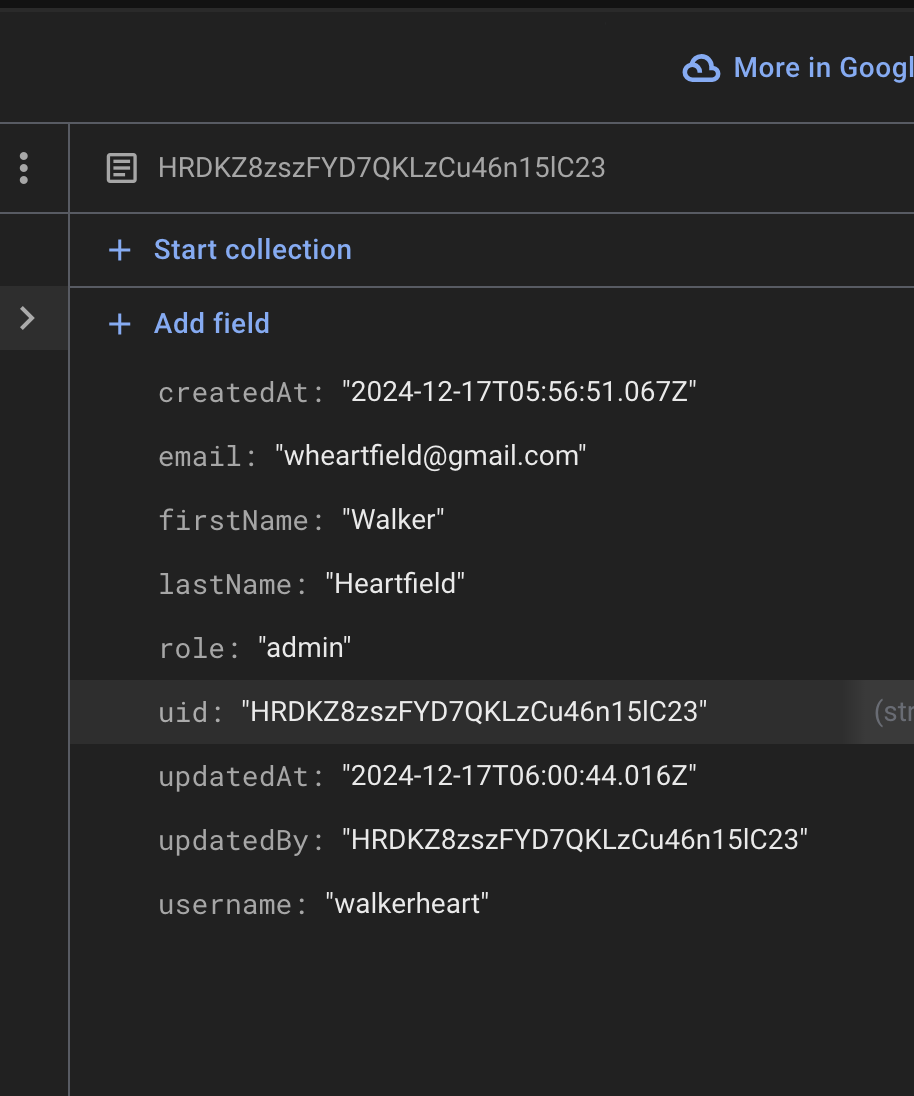 More in Googl
HRDKZ8zszFYD7QKLzCu46n15lC23
Start collection
Add field
createdAt: "2024-12-17T05:56:51.067Z"
email: "wheartfield@gmail.com"
firstName: "Walker"
lastName: "Heartfield"
role: "admin"
uid: "HRDKZ8zszFYD7QKLzCu46n15lC23" (str
updatedAt: "2024-12-17T06:00:44.016Z"
updatedBy: "HRDKZ8zszFYD7QKLzCu46n15lC23"
username: "walkerheart"